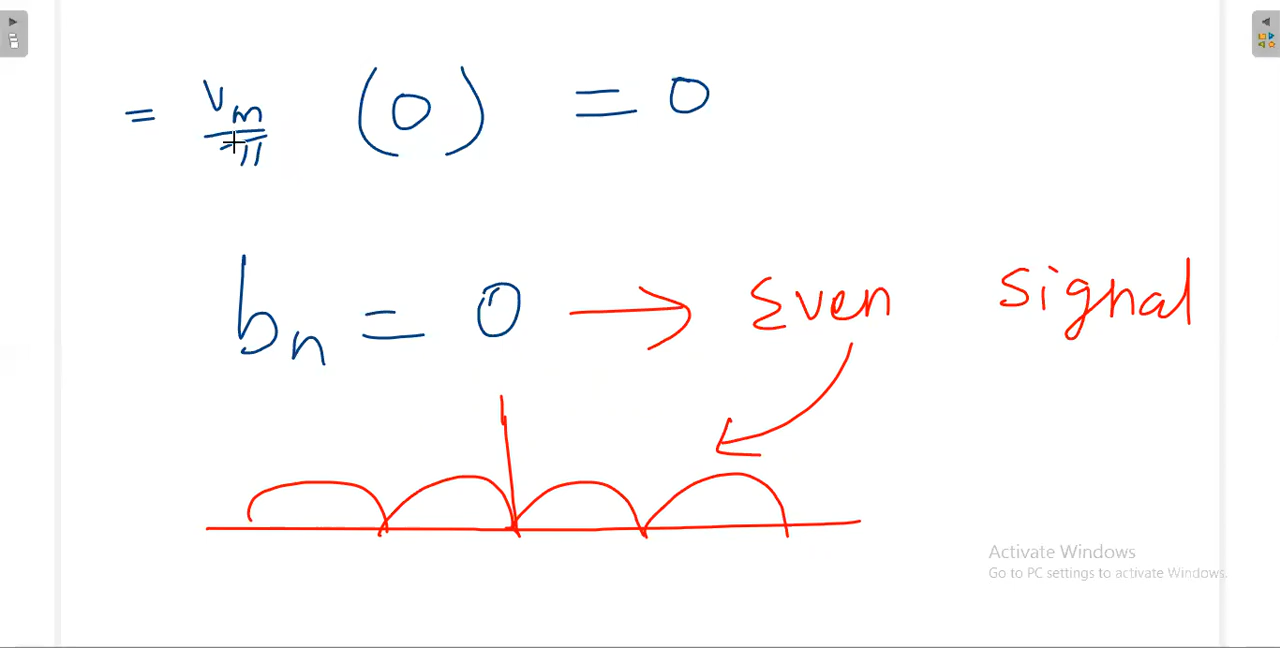 = Vm/π (0) = 0
bn = 0 → Even Signal
Activate Windows
Go to PC settings to activate Windows.